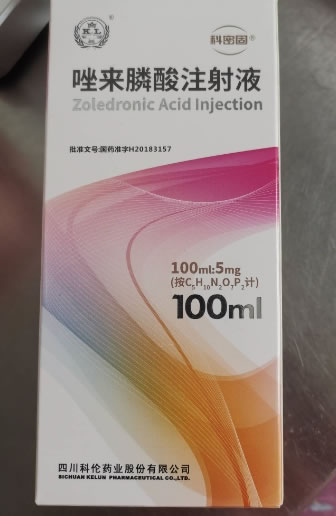 KL
科密固®
唑来膦酸注射液
Zoledronic Acid Injection
批准文号:国药准字H20183157
100ml:5mg
(按C₅H₁₀N₂O₇P₂计)
100ml
四川科伦药业股份有限公司
SICHUAN KELUN PHARMACEUTICAL CO.,LTD.